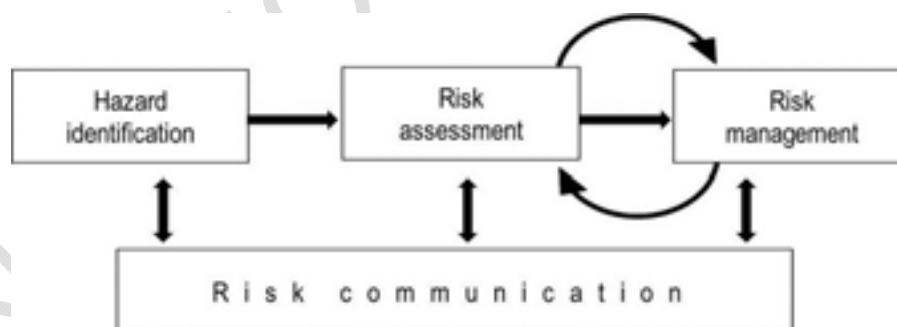 Hazard
identification
Risk
assessment
Risk
management
Risk communication